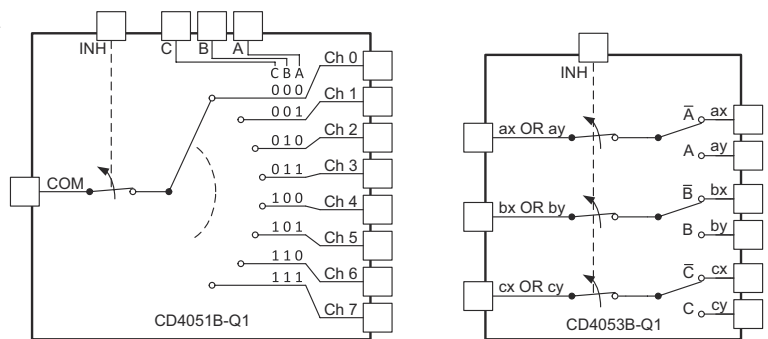 INH C B A
C B A
Ch 0
0 0 0
Ch 1
0 0 1
Ch 2
0 1 0
Ch 3
0 1 1
COM
Ch 4
1 0 0
Ch 5
1 0 1
Ch 6
1 1 0
Ch 7
1 1 1
CD4051B-Q1
INH
ax OR ay
A̅ ax
A ay
bx OR by
B̅ bx
B by
cx OR cy
C̅ cx
C cy
CD4053B-Q1